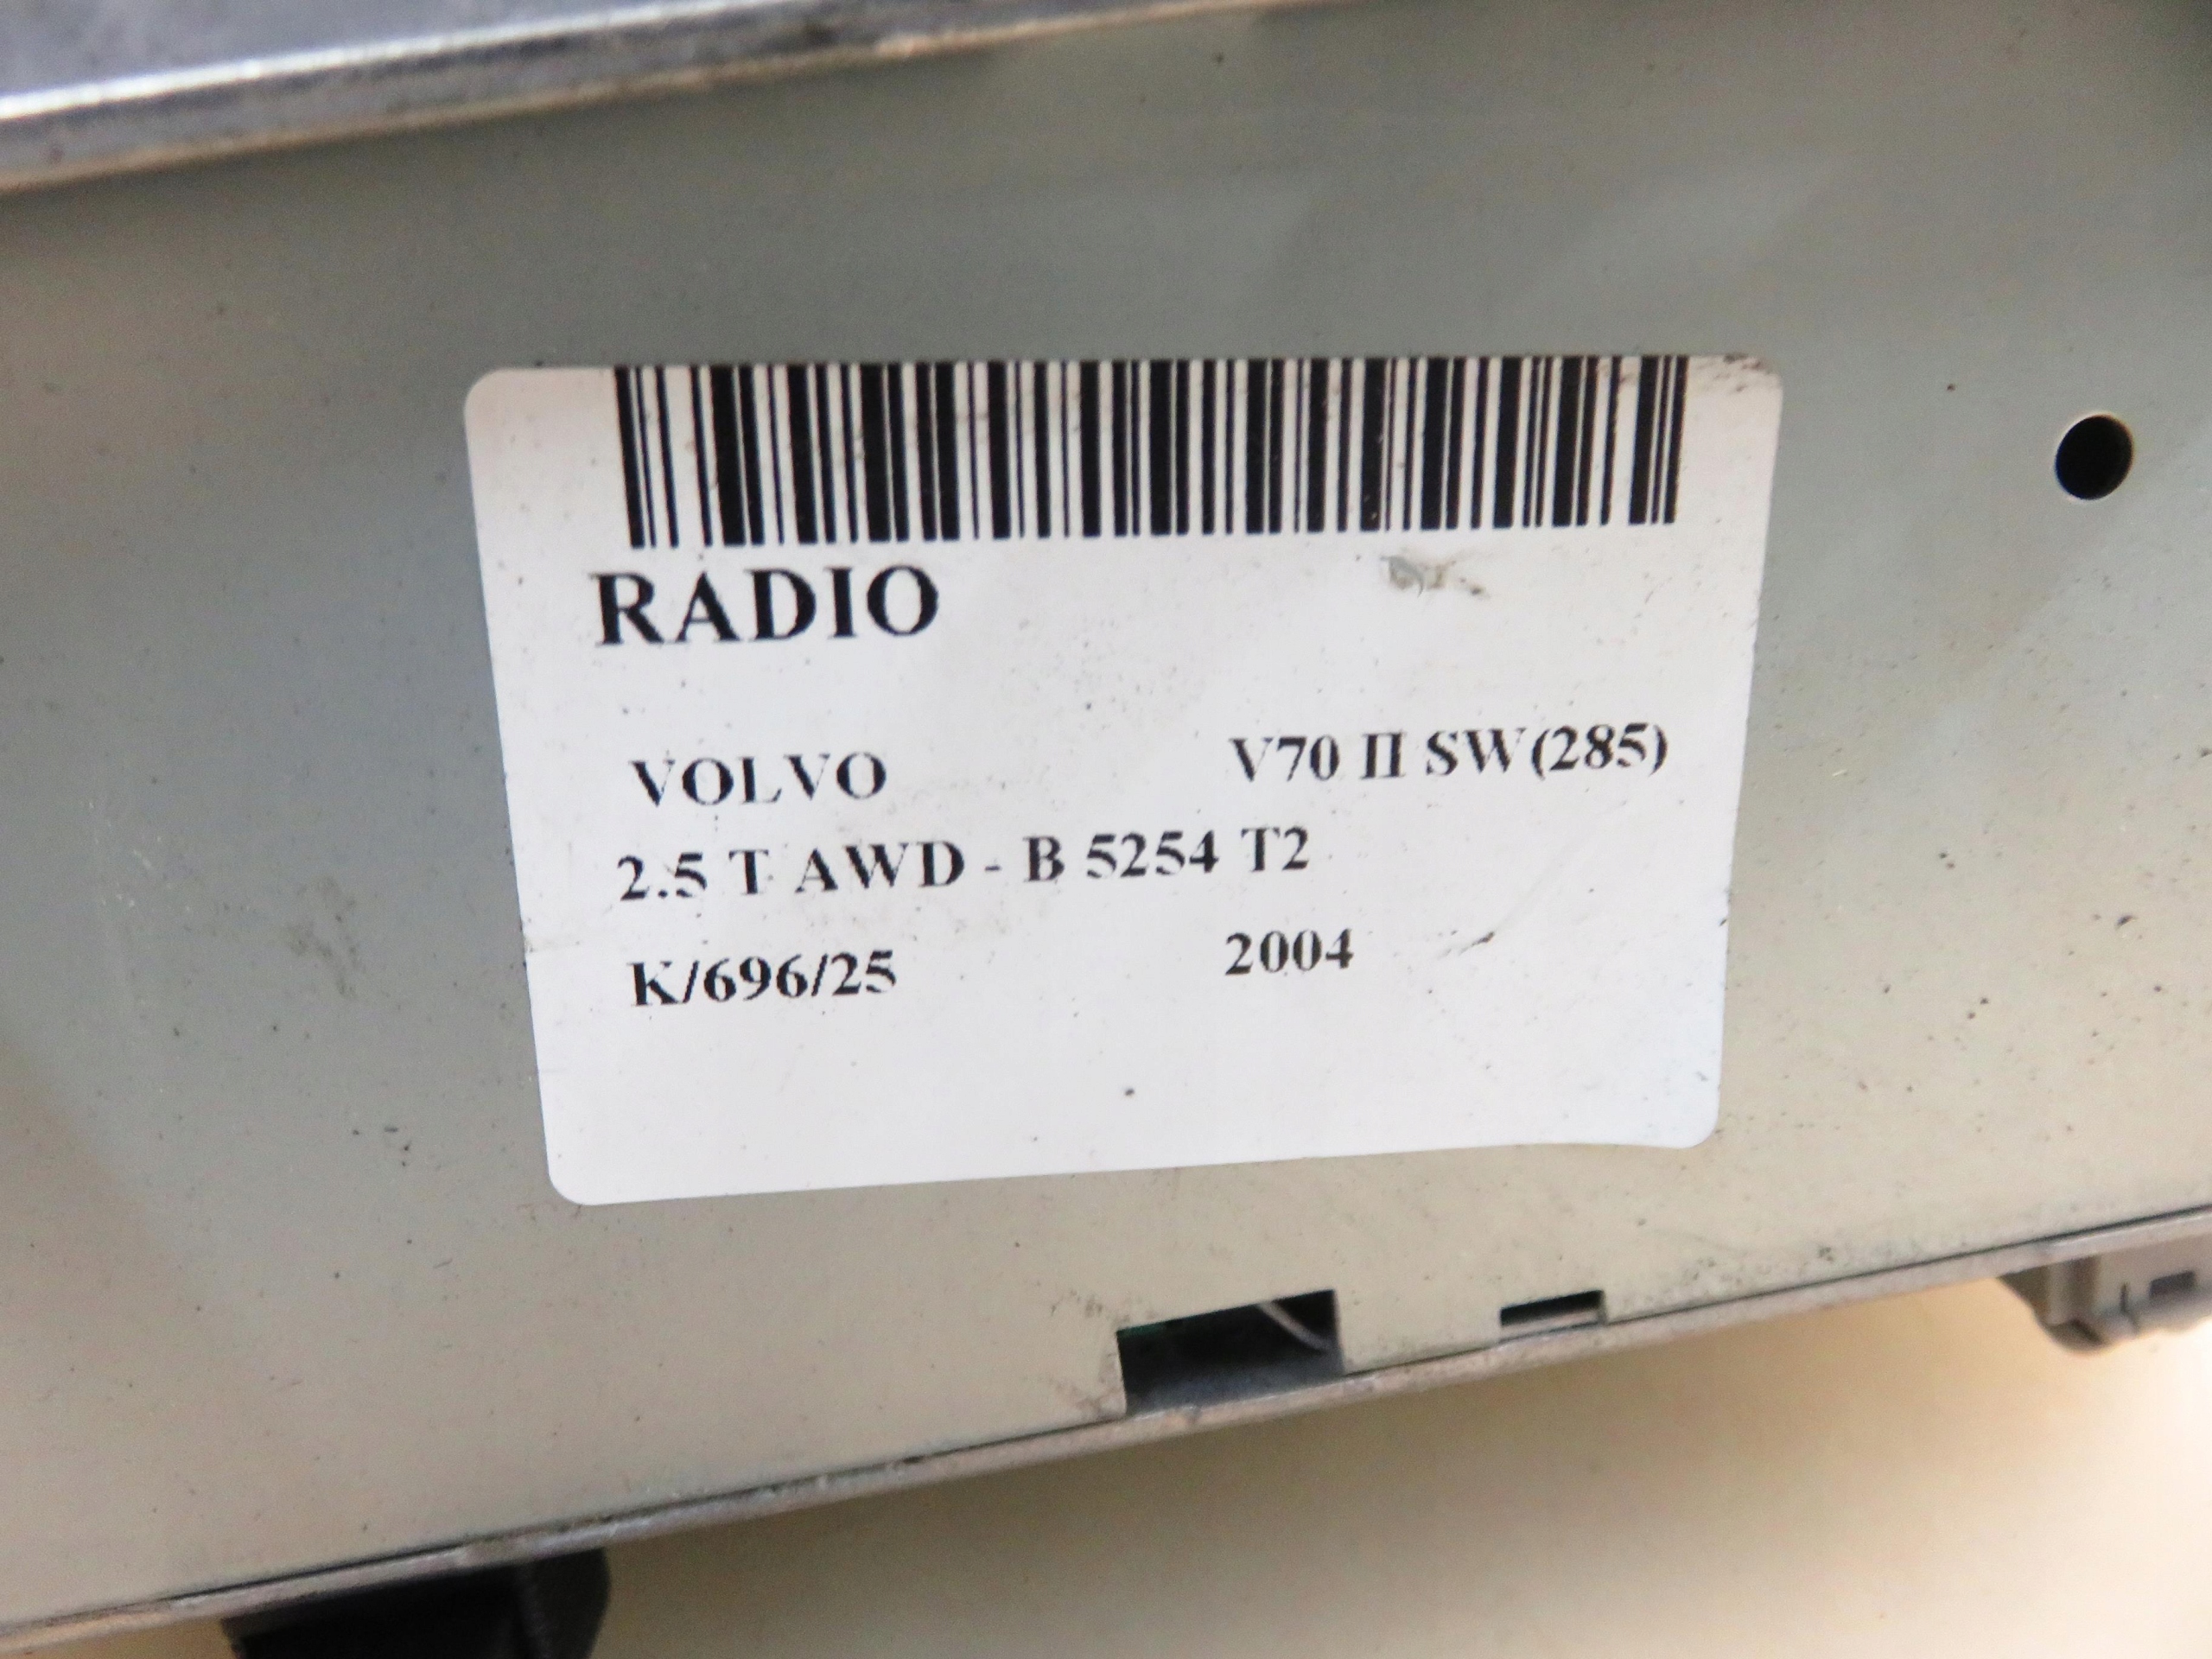 RADIO
VOLVO V70 II SW(285)
2.5 T AWD - B 5254 T2
K/696/25 2004